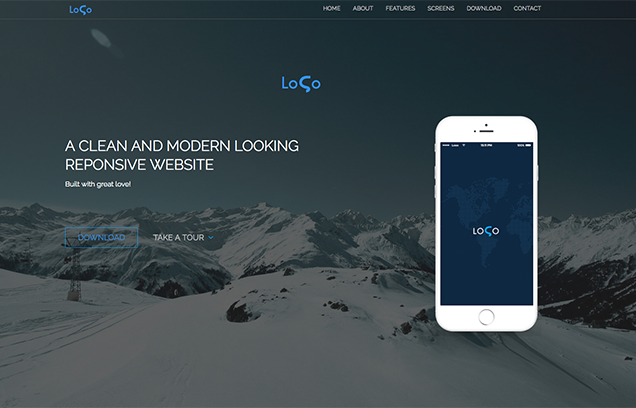 LoGo
HOME ABOUT FEATURES SCREENS DOWNLOAD CONTACT
LoGo
A CLEAN AND MODERN LOOKING
REPONSIVE WEBSITE
Built with great love!
DOWNLOAD TAKE A TOUR
100%
LOGO